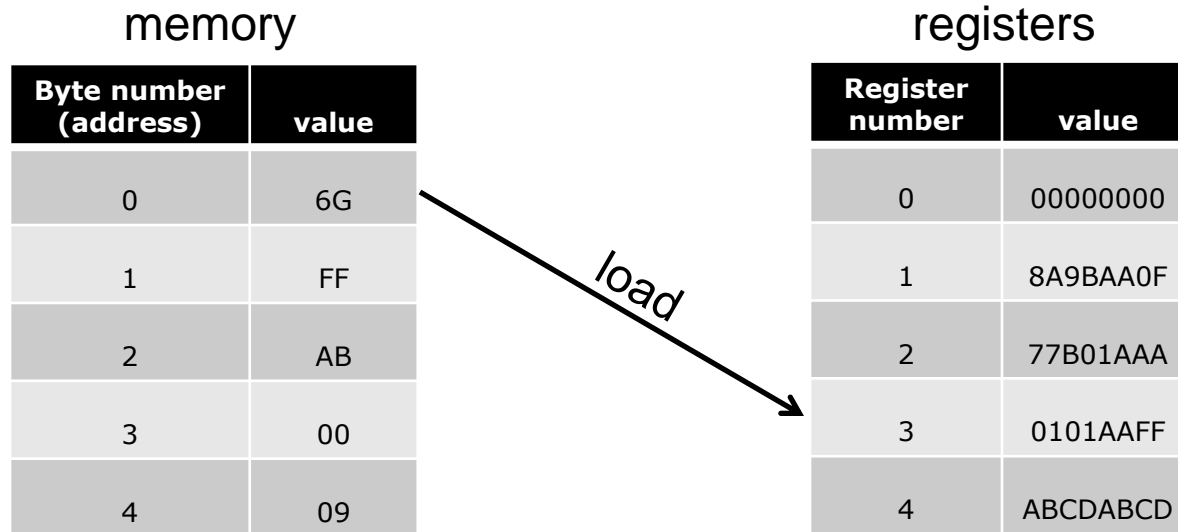 memory
registers
Byte number
(address)
value
0
6G
1
FF
2
AB
3
00
4
09
load
Register
number
value
0
00000000
1
8A9BAA0F
2
77B01AAA
3
0101AAFF
4
ABCDABCD